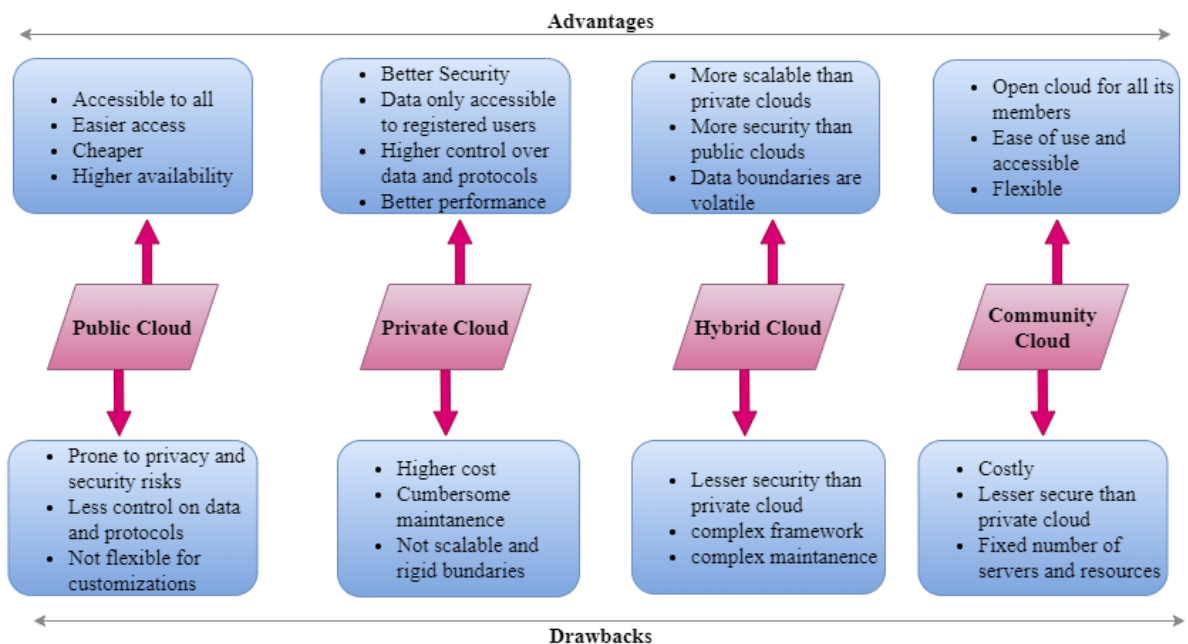 Advantages
• Accessible to all
• Easier access
• Cheaper
• Higher availability
• Better Security
• Data only accessible
to registered users
• Higher control over
data and protocols
• Better performance
• More scalable than
private clouds
• More security than
public clouds
• Data boundaries are
volatile
• Open cloud for all its
members
• Ease of use and
accessible
• Flexible
Public Cloud
Private Cloud
Hybrid Cloud
Community
Cloud
• Prone to privacy and
security risks
• Less control on data
and protocols
• Not flexible for
customizations
• Higher cost
• Cumbersome
maintanence
• Not scalable and
rigid bundaries
• Lesser security than
private cloud
• complex framework
• complex maintanence
• Costly
• Lesser secure than
private cloud
• Fixed number of
servers and resources
Drawbacks